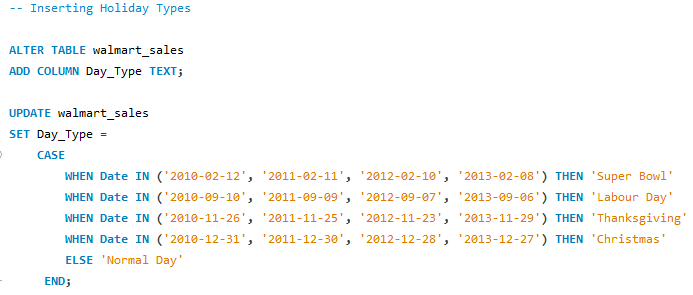 -- Inserting Holiday Types
ALTER TABLE walmart_sales
ADD COLUMN Day_Type TEXT;
UPDATE walmart_sales
SET Day_Type =
CASE
WHEN Date IN ('2010-02-12', '2011-02-11', '2012-02-10', '2013-02-08') THEN 'Super Bowl'
WHEN Date IN ('2010-09-10', '2011-09-09', '2012-09-07', '2013-09-06') THEN 'Labour Day'
WHEN Date IN ('2010-11-26', '2011-11-25', '2012-11-23', '2013-11-29') THEN 'Thanksgiving'
WHEN Date IN ('2010-12-31', '2011-12-30', '2012-12-28', '2013-12-27') THEN 'Christmas'
ELSE 'Normal Day'
END;